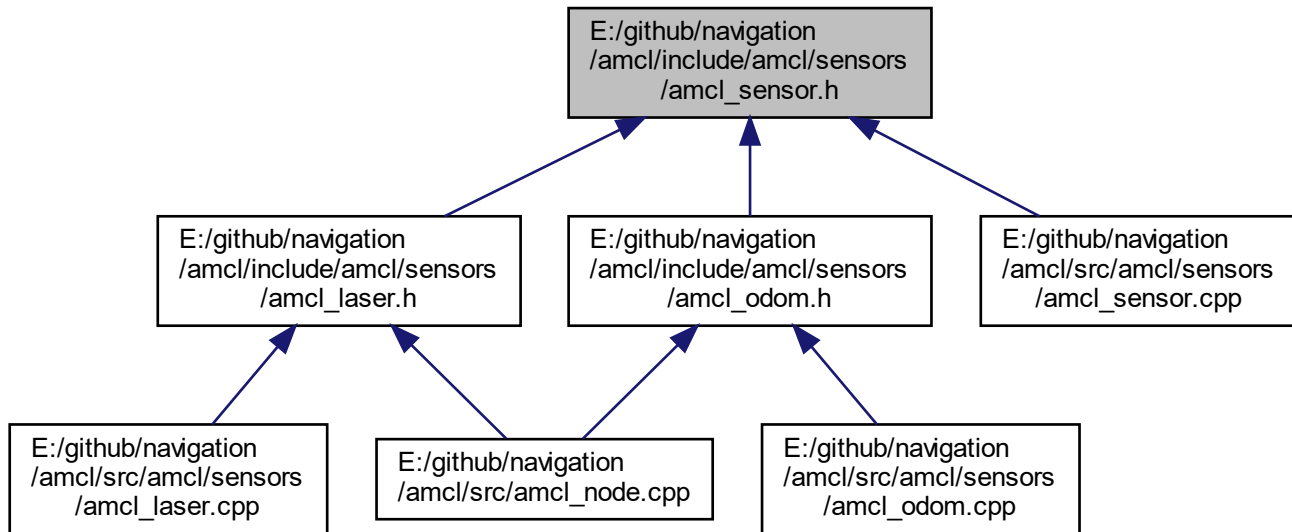 E:/github/navigation
/amcl/include/amcl/sensors
/amcl_sensor.h
E:/github/navigation
/amcl/include/amcl/sensors
/amcl_laser.h
E:/github/navigation
/amcl/include/amcl/sensors
/amcl_odom.h
E:/github/navigation
/amcl/src/amcl/sensors
/amcl_sensor.cpp
E:/github/navigation
/amcl/src/amcl/sensors
/amcl_laser.cpp
E:/github/navigation
/amcl/src/amcl_node.cpp
E:/github/navigation
/amcl/src/amcl/sensors
/amcl_odom.cpp